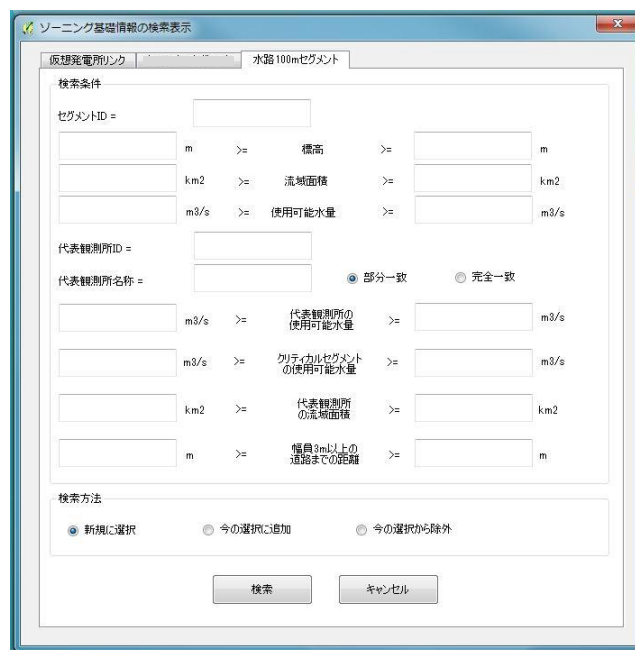 ゾーニング基礎情報の検索表示
仮想発電所リンク
水路100mセグメント
検索条件
セグメントID =
m >= 標高 >= m
km2 >= 流域面積 >= km2
m3/s >= 使用可能水量 >= m3/s
代表観測所ID =
代表観測所名称 = 部分一致 完全一致
m3/s >= 代表観測所の
使用可能水量 >= m3/s
m3/s >= クリティカルセグメント
の使用可能水量 >= m3/s
km2 >= 代表観測所
の流域面積 >= km2
m >= 幅員3m以上の
道路までの距離 >= m
検索方法
新規に選択 今の選択に追加 今の選択から除外
検索 キャンセル